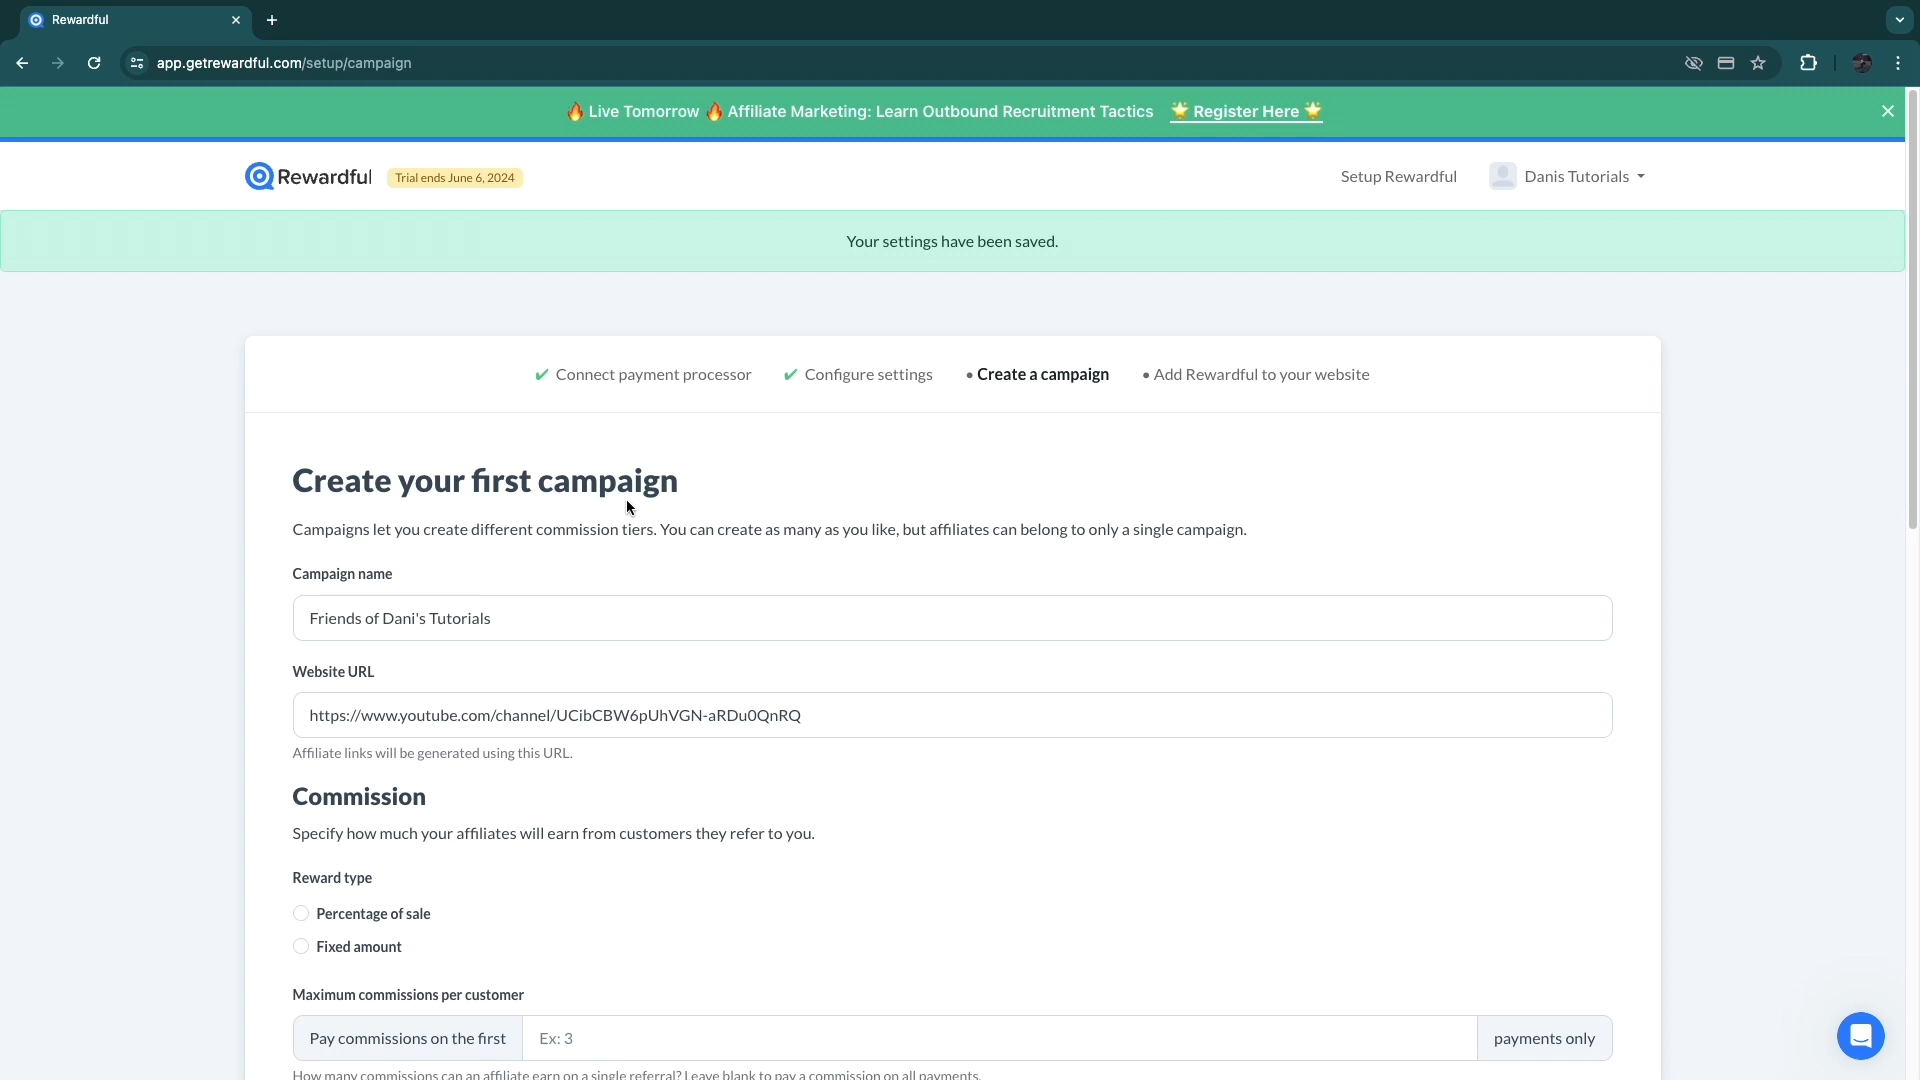 Rewardful
app.getrewardful.com/setup/campaign
🔥 Live Tomorrow 🔥 Affiliate Marketing: Learn Outbound Recruitment Tactics 🌟 Register Here 🌟
Rewardful Trial ends June 6, 2024 Setup Rewardful Danis Tutorials
Your settings have been saved.
✔ Connect payment processor ✔ Configure settings • Create a campaign • Add Rewardful to your website
Create your first campaign
Campaigns let you create different commission tiers. You can create as many as you like, but affiliates can belong to only a single campaign.
Campaign name
Friends of Dani's Tutorials
Website URL
https://www.youtube.com/channel/UCibCBW6pUhVGN-aRDu0QnRQ
Affiliate links will be generated using this URL.
Commission
Specify how much your affiliates will earn from customers they refer to you.
Reward type
Percentage of sale
Fixed amount
Maximum commissions per customer
Pay commissions on the first Ex: 3 payments only
How many commissions can an affiliate earn on a single referral? Leave blank to pay a commission on all payments.